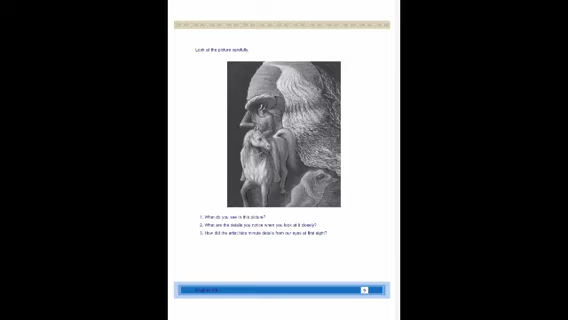 Look at the picture carefully.
1. What do you see in this picture?
2. What are the details you notice when you look at it closely?
3. How did the artist hide minute details from our eyes at first sight?